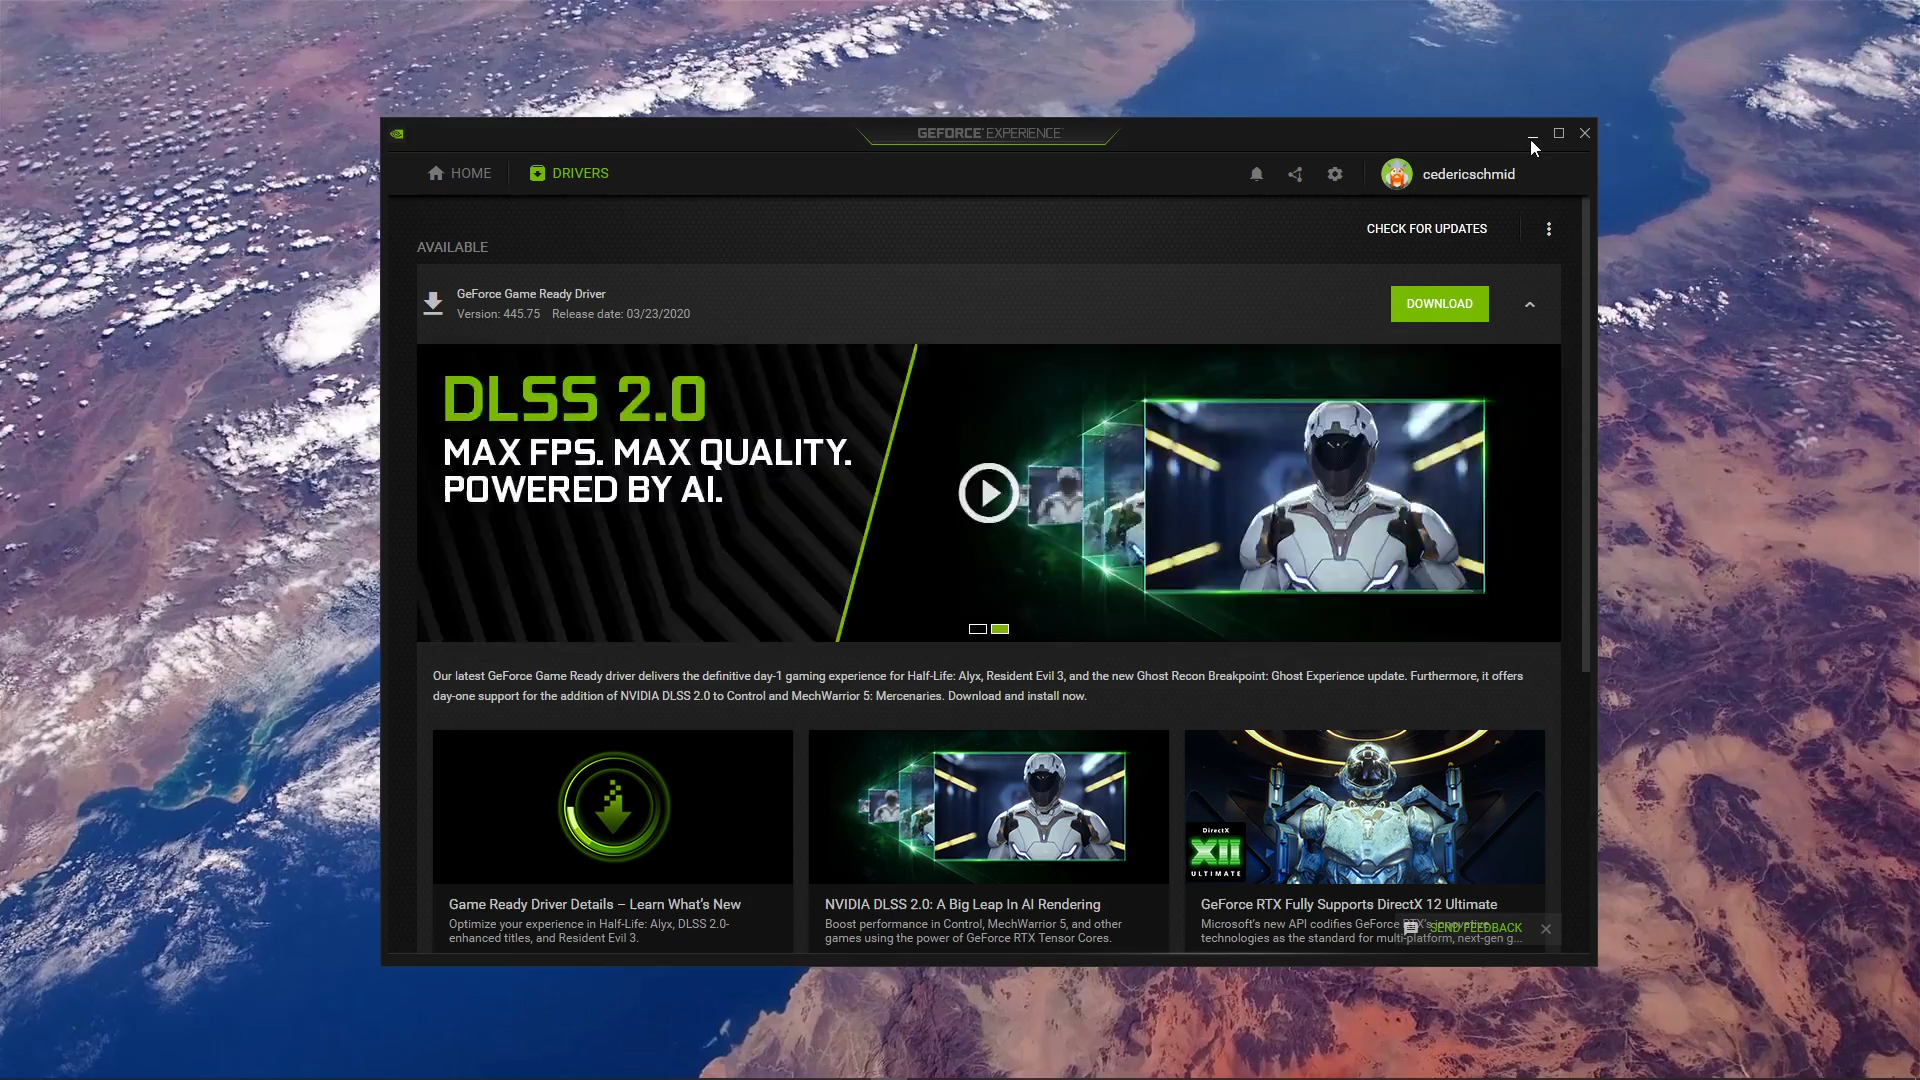 GEFORCE EXPERIENCE
HOME
DRIVERS
cedericschmid
CHECK FOR UPDATES
AVAILABLE
GeForce Game Ready Driver
Version: 445.75 Release date: 03/23/2020
DOWNLOAD
DLSS 2.0
MAX FPS. MAX QUALITY.
POWERED BY AI.
Our latest GeForce Game Ready driver delivers the definitive day-1 gaming experience for Half-Life: Alyx, Resident Evil 3, and the new Ghost Recon Breakpoint: Ghost Experience update. Furthermore, it offers
day-one support for the addition of NVIDIA DLSS 2.0 to Control and MechWarrior 5: Mercenaries. Download and install now.
Game Ready Driver Details – Learn What's New
Optimize your experience in Half-Life: Alyx, DLSS 2.0-
enhanced titles, and Resident Evil 3.
NVIDIA DLSS 2.0: A Big Leap In AI Rendering
Boost performance in Control, MechWarrior 5, and other
games using the power of GeForce RTX Tensor Cores.
DirectX
XII
ULTIMATE
GeForce RTX Fully Supports DirectX 12 Ultimate
Microsoft's new API codifies GeForce RTX's innovative
technologies as the standard for multi-platform, next-gen g...
SEND FEEDBACK